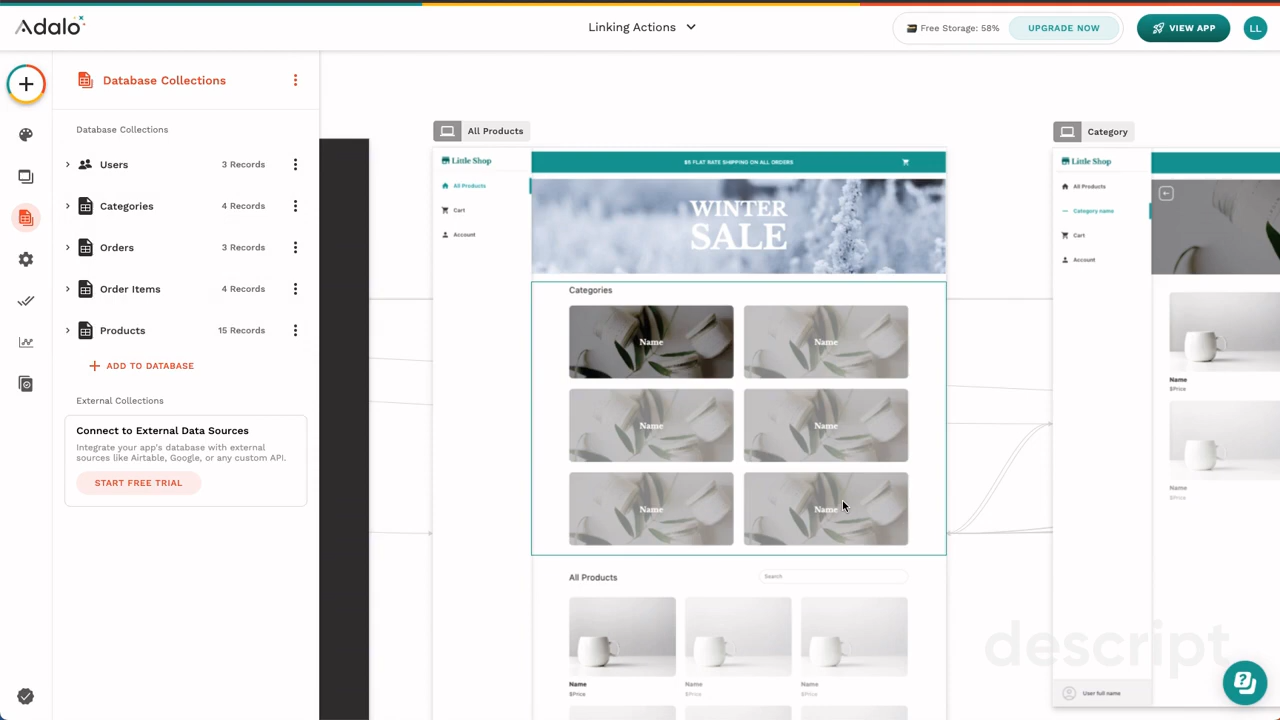 Adalo
Linking Actions
Free Storage: 58%
UPGRADE NOW
VIEW APP
LL
Database Collections
Database Collections
Users
3 Records
Categories
4 Records
Orders
3 Records
Order Items
4 Records
Products
15 Records
ADD TO DATABASE
External Collections
Connect to External Data Sources
Integrate your app's database with external
sources like Airtable, Google, or any custom API.
START FREE TRIAL
All Products
Little Shop
$5 FLAT RATE SHIPPING ON ALL ORDERS
All Products
Cart
Account
WINTER
SALE
Categories
Name
Name
Name
Name
Name
Name
All Products
Search
Name
$Price
Name
$Price
Name
$Price
Category
Little Shop
All Products
Category name
Cart
Account
Name
$Price
Name
$Price
User full name
descript